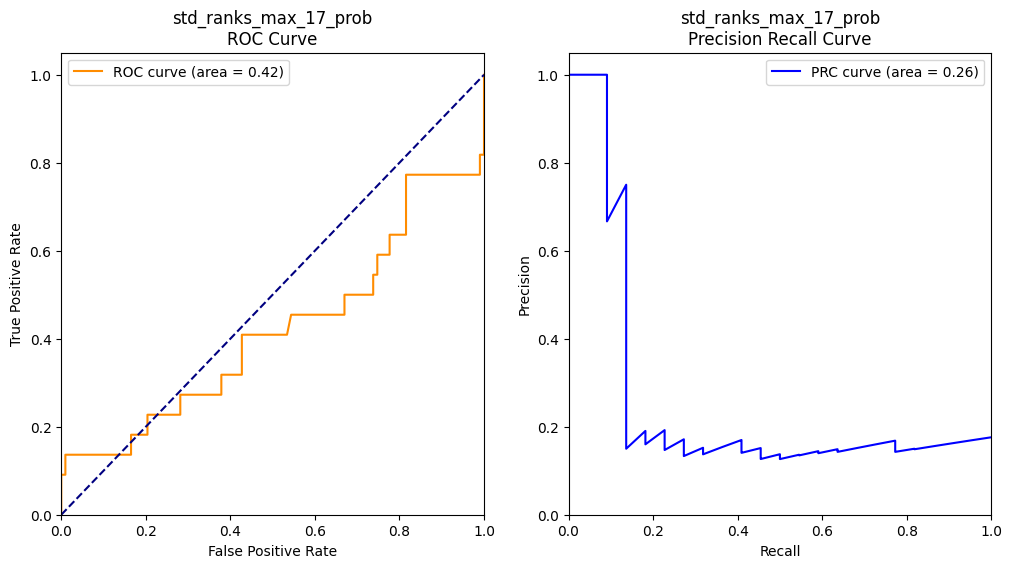 std_ranks_max_17_prob
ROC Curve
ROC curve (area = 0.42)
True Positive Rate
1.0
0.8
0.6
0.4
0.2
0.0
0.0 0.2 0.4 0.6 0.8 1.0
False Positive Rate
std_ranks_max_17_prob
Precision Recall Curve
PRC curve (area = 0.26)
Precision
1.0
0.8
0.6
0.4
0.2
0.0
0.0 0.2 0.4 0.6 0.8 1.0
Recall